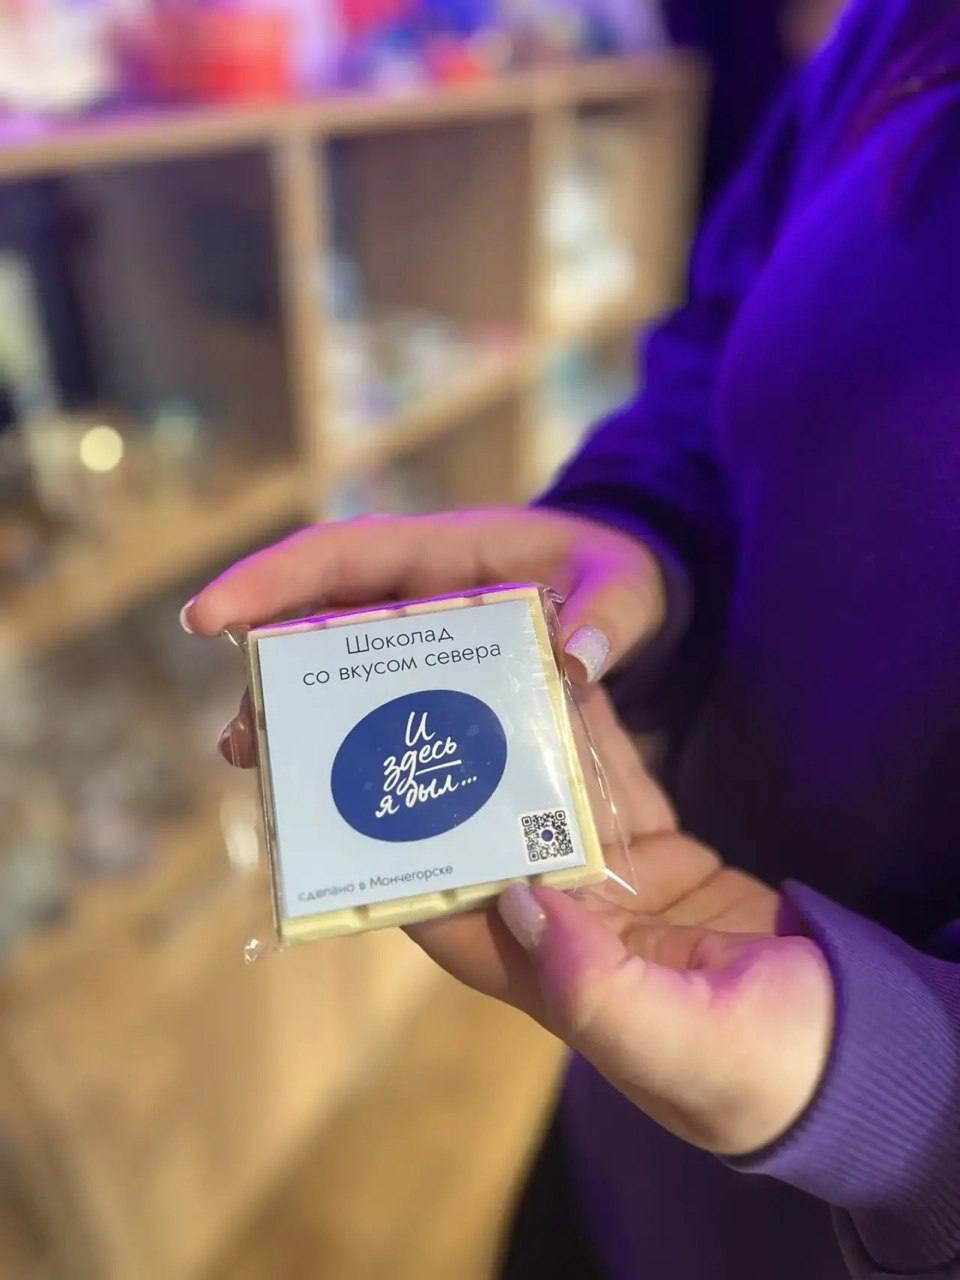 Шоколад
со вкусом севера
И
здесь
я был...
сделано в Мончегорске